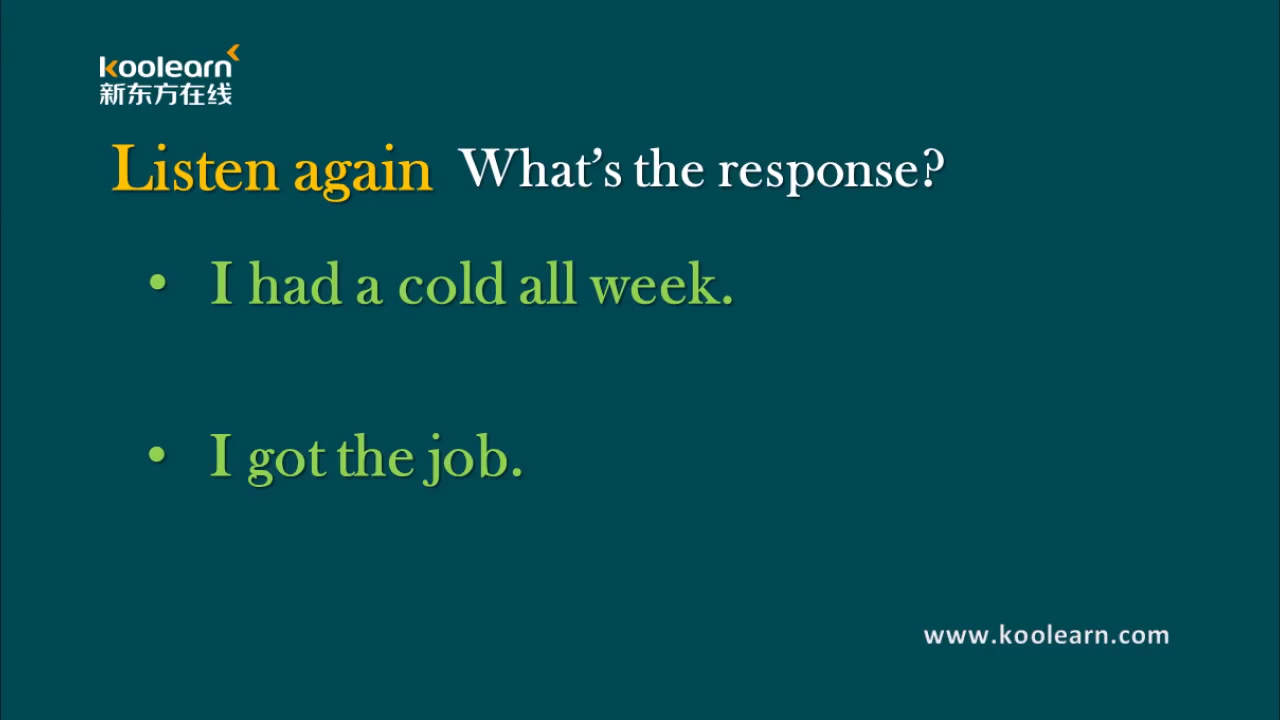 koolearn
新东方在线
Listen again What's the response?
• I had a cold all week.
• I got the job.
www.koolearn.com